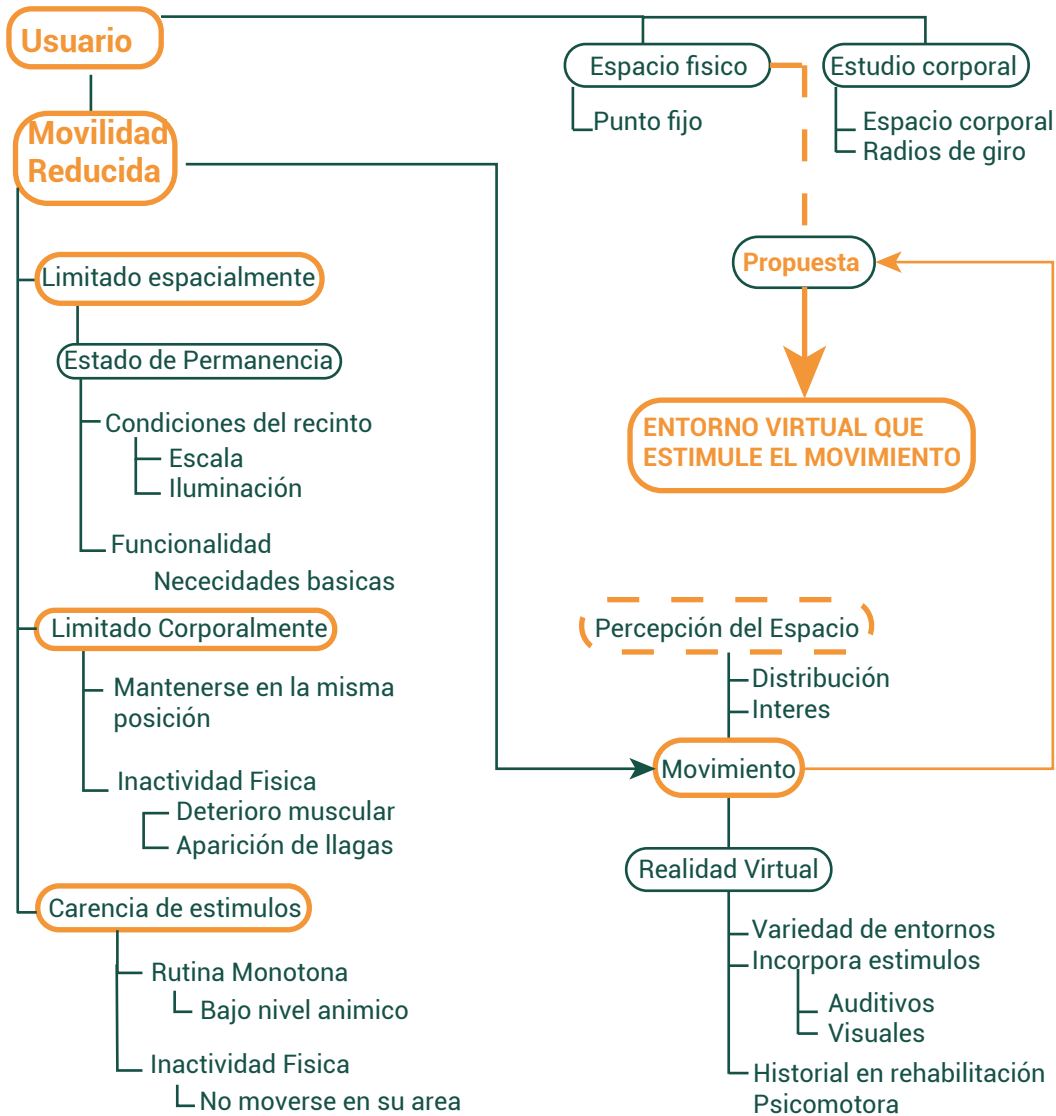 Usuario
Movilidad
Reducida
Limitado espacialmente
Estado de Permanencia
Condiciones del recinto
Escala
Iluminación
Funcionalidad
Nececidades basicas
Limitado Corporalmente
Mantenerse en la misma
posición
Inactividad Fisica
Deterioro muscular
Aparición de llagas
Carencia de estimulos
Rutina Monotona
Bajo nivel animico
Inactividad Fisica
No moverse en su area
Espacio fisico
Punto fijo
Estudio corporal
Espacio corporal
Radios de giro
Propuesta
ENTORNO VIRTUAL QUE
ESTIMULE EL MOVIMIENTO
Percepción del Espacio
Distribución
Interes
Movimiento
Realidad Virtual
Variedad de entornos
Incorpora estimulos
Auditivos
Visuales
Historial en rehabilitación
Psicomotora